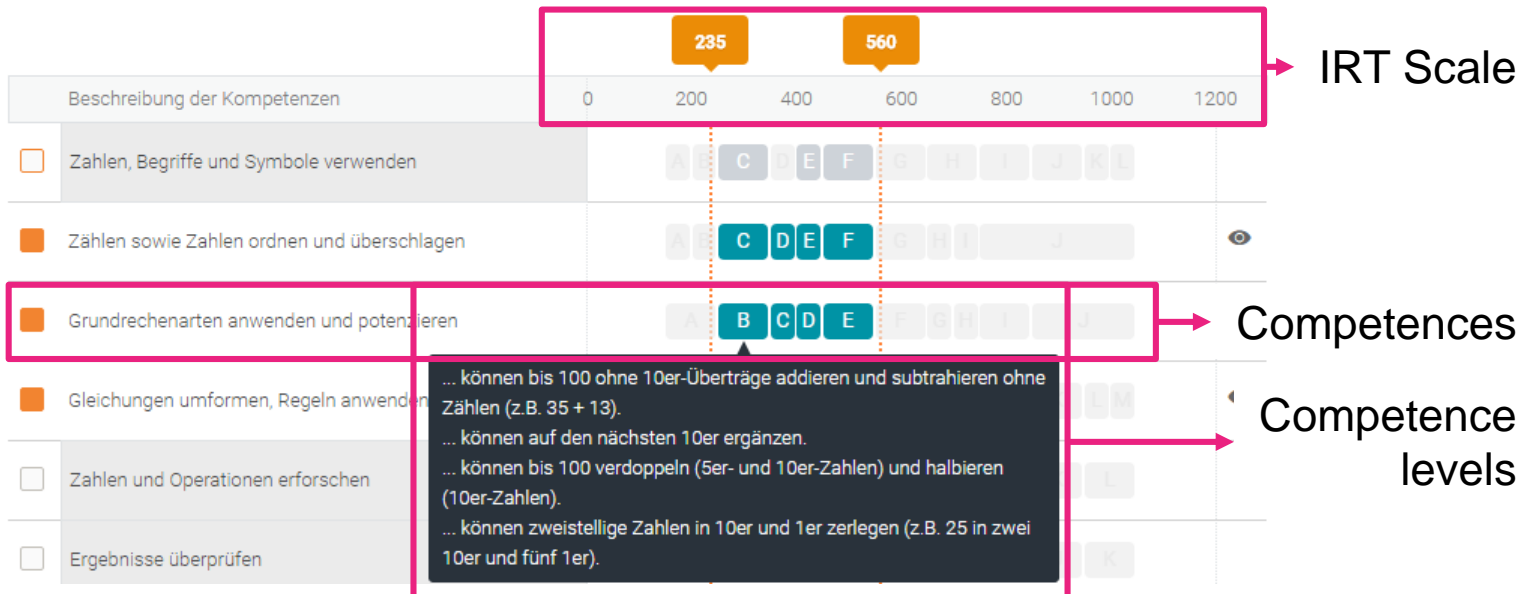 235 560
IRT Scale
Beschreibung der Kompetenzen 0 200 400 600 800 1000 1200
Zahlen, Begriffe und Symbole verwenden A B C D E F G H I J K L
Zählen sowie Zahlen ordnen und überschlagen A B C D E F G H I J
Grundrechenarten anwenden und potenzieren A B C D E F G H I J
Competences
... können bis 100 ohne 10er-Überträge addieren und subtrahieren ohne
Zählen (z.B. 35 + 13).
... können auf den nächsten 10er ergänzen.
... können bis 100 verdoppeln (5er- und 10er-Zahlen) und halbieren
(10er-Zahlen).
... können zweistellige Zahlen in 10er und 1er zerlegen (z.B. 25 in zwei
10er und fünf 1er).
Gleichungen umformen, Regeln anwenden L M
Competence
levels
Zahlen und Operationen erforschen L
Ergebnisse überprüfen K